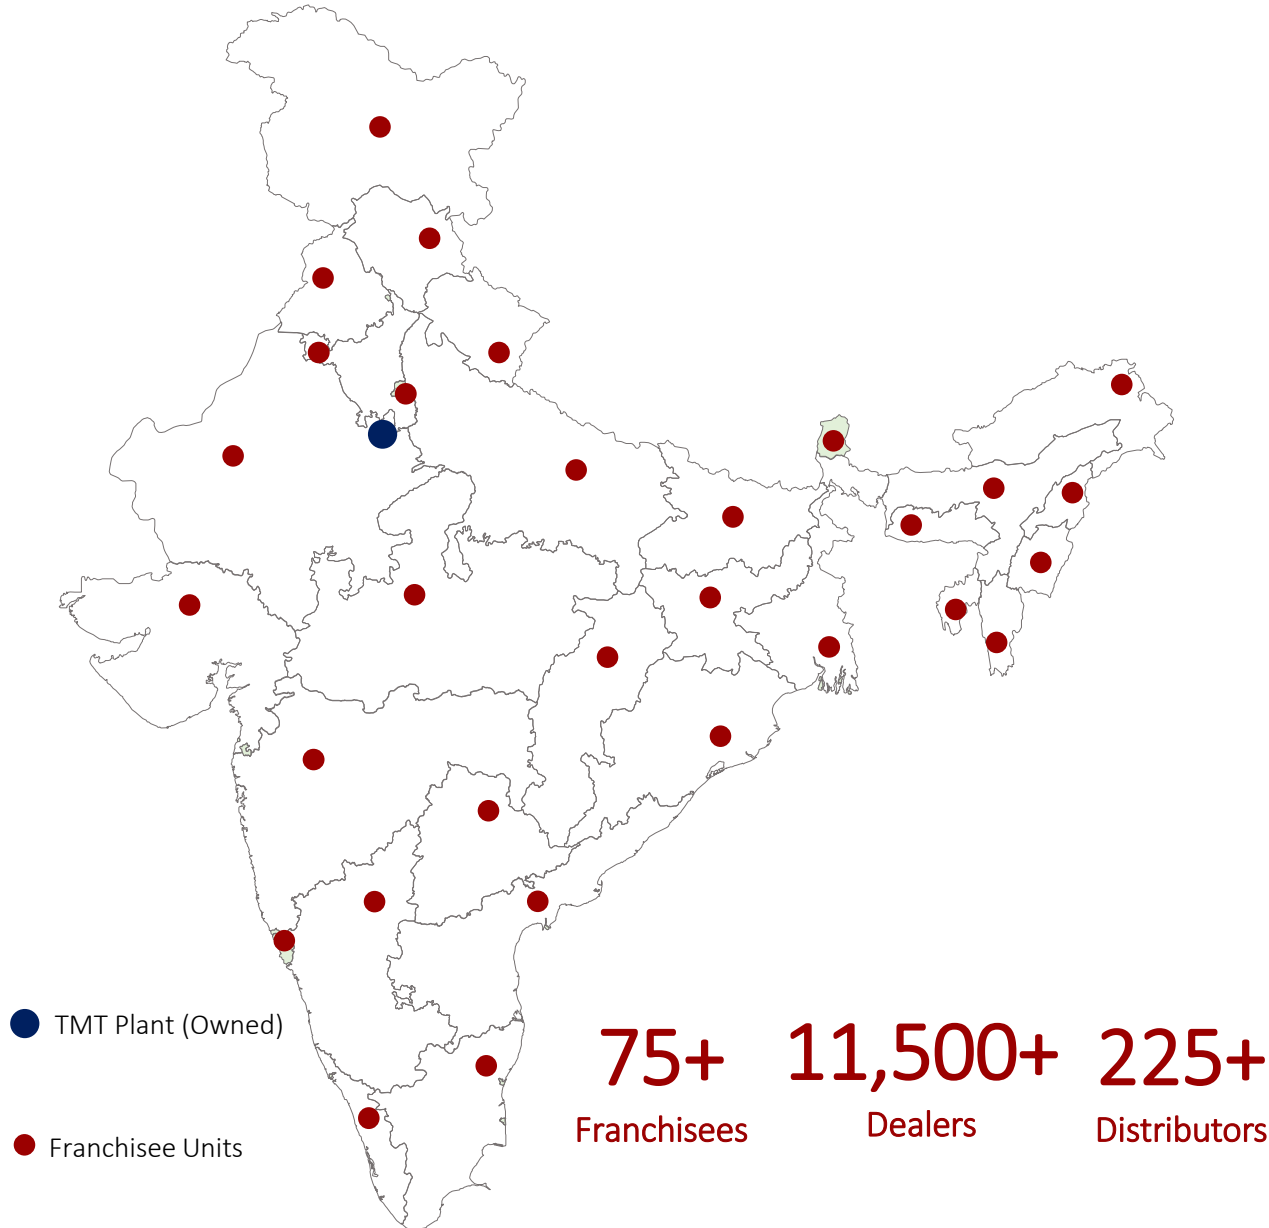 TMT Plant (Owned)
Franchisee Units
75+
Franchisees
11,500+
Dealers
225+
Distributors